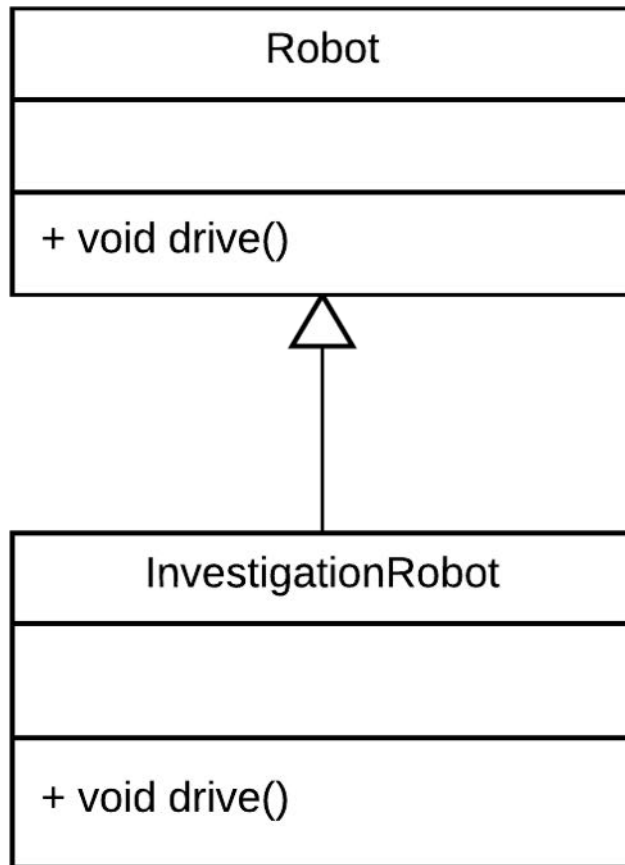 Robot
+ void drive()
InvestigationRobot
+ void drive()